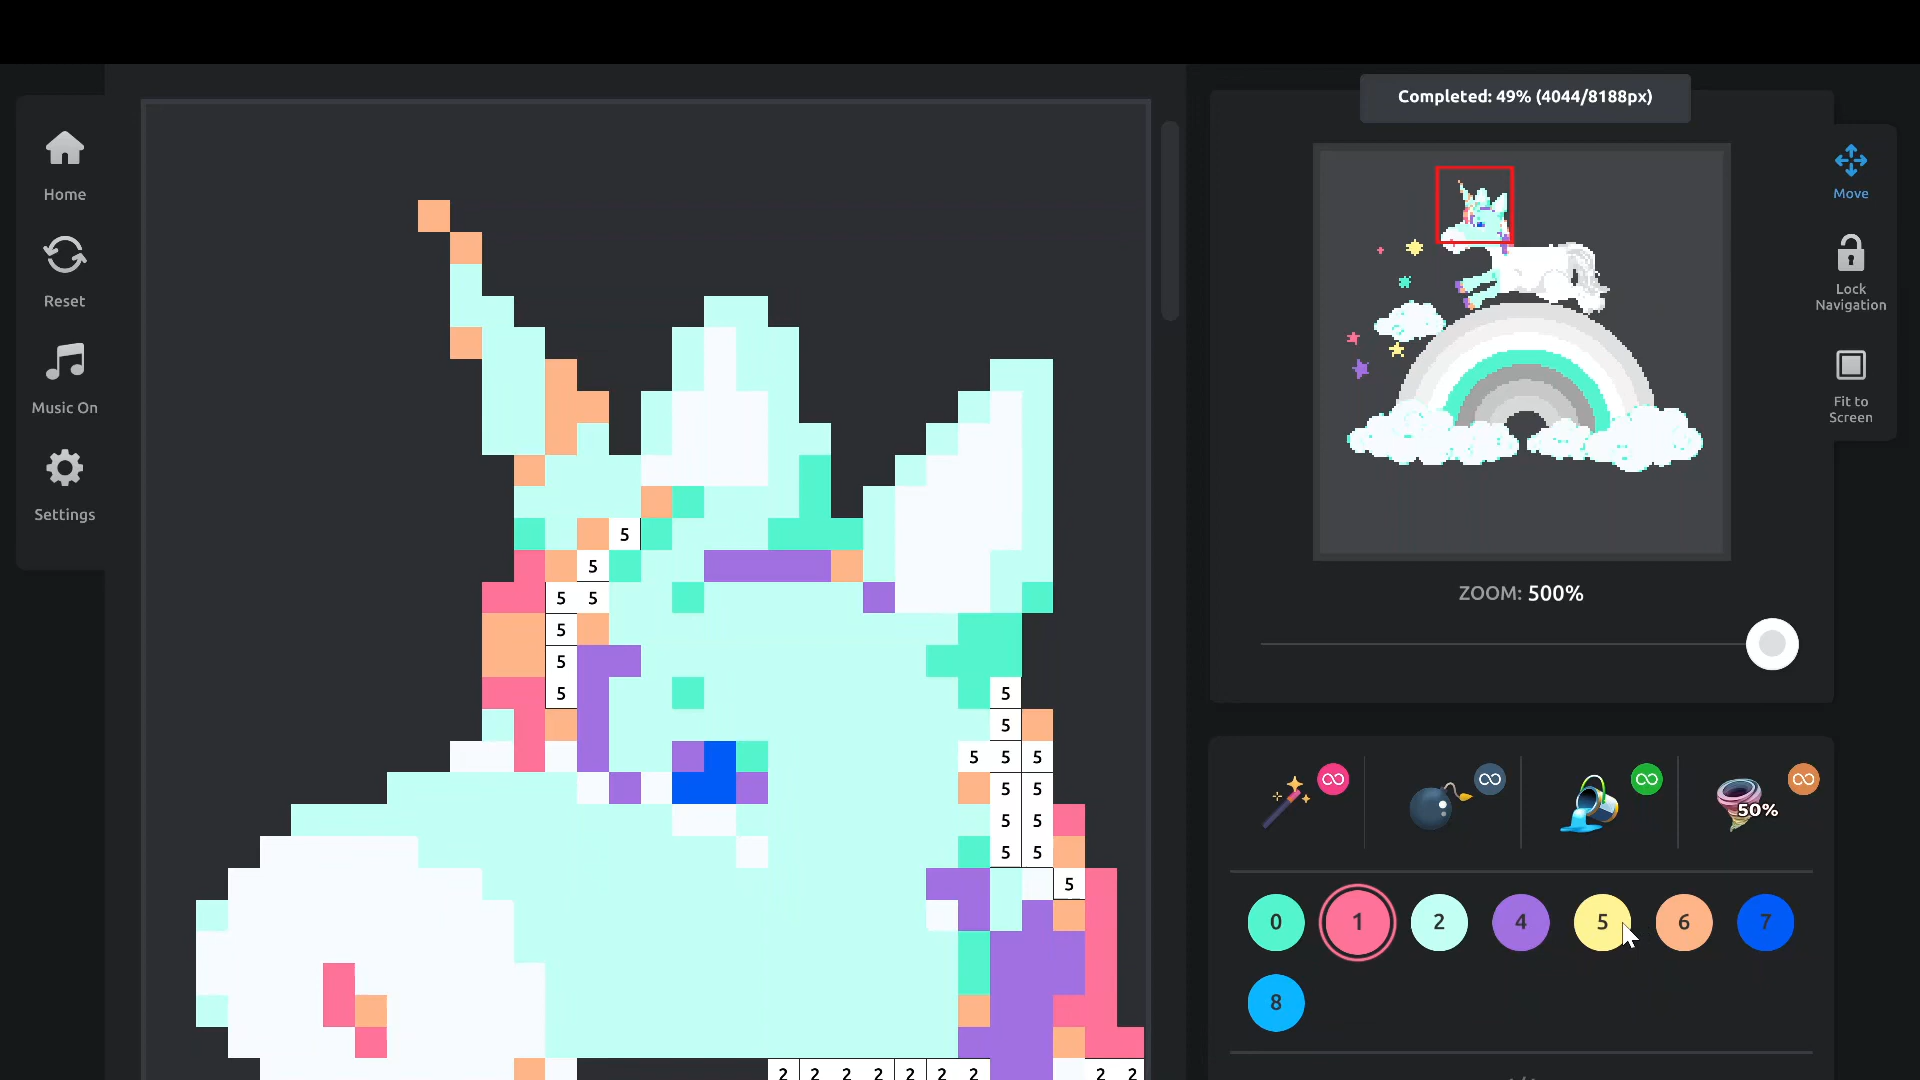 Completed: 49% (4044/8188px)
Home
Reset
Music On
Settings
5
5
5 5
5
5
5
5
5
5 5 5
5 5
5 5
5 5
5
2 2 2 2 2 2 2 2 2
Move
Lock
Navigation
Fit to
Screen
ZOOM: 500%
50%
0 1 2 4 5 6 7
8